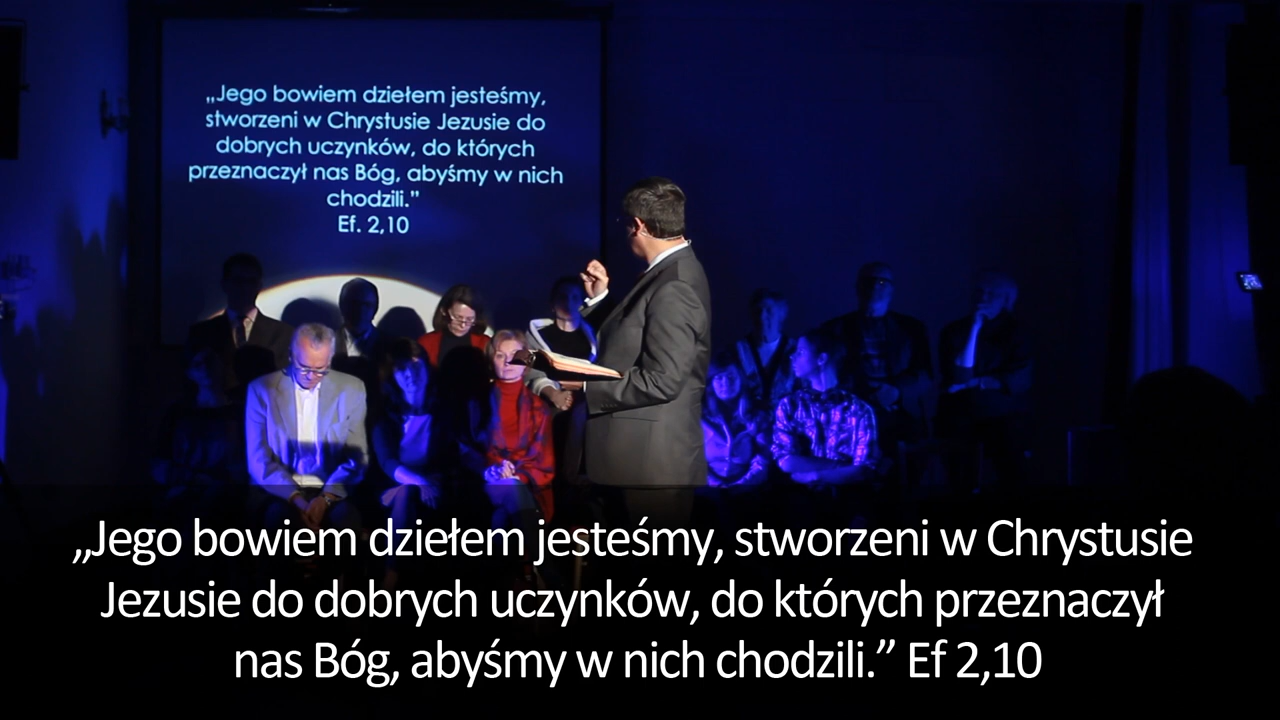 „Jego bowiem dziełem jesteśmy,
stworzeni w Chrystusie Jezusie do
dobrych uczynków, do których
przeznaczył nas Bóg, abyśmy w nich
chodzili.”
Ef. 2,10
„Jego bowiem dziełem jesteśmy, stworzeni w Chrystusie
Jezusie do dobrych uczynków, do których przeznaczył
nas Bóg, abyśmy w nich chodzili.” Ef 2,10